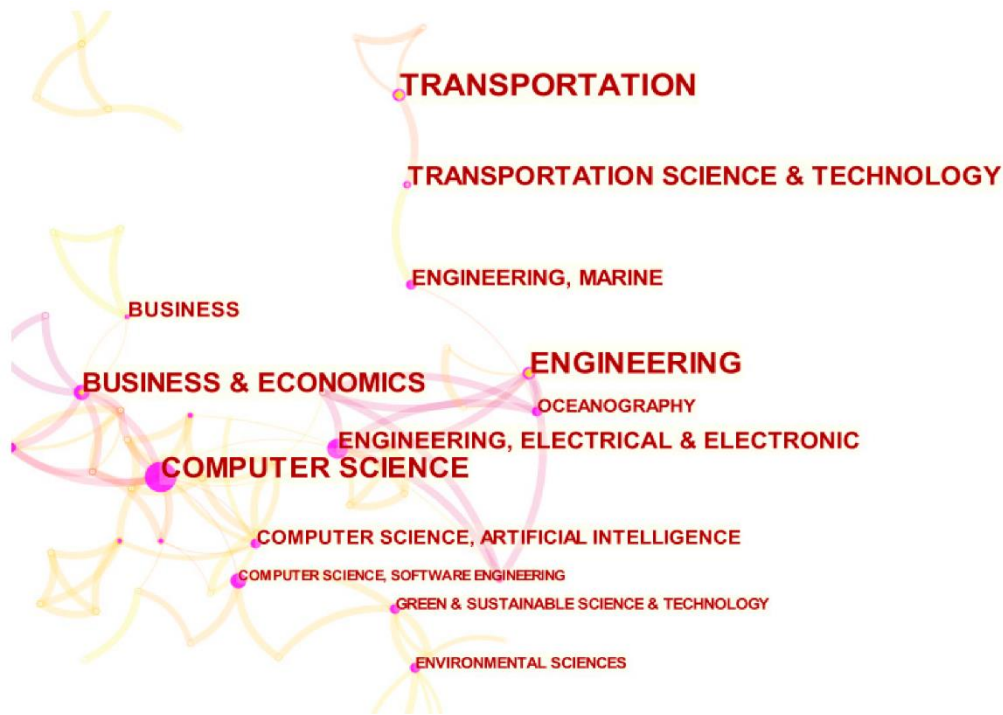 TRANSPORTATION
TRANSPORTATION SCIENCE & TECHNOLOGY
ENGINEERING, MARINE
BUSINESS
ENGINEERING
BUSINESS & ECONOMICS
OCEANOGRAPHY
ENGINEERING, ELECTRICAL & ELECTRONIC
COMPUTER SCIENCE
COMPUTER SCIENCE, ARTIFICIAL INTELLIGENCE
COMPUTER SCIENCE, SOFTWARE ENGINEERING
GREEN & SUSTAINABLE SCIENCE & TECHNOLOGY
ENVIRONMENTAL SCIENCES